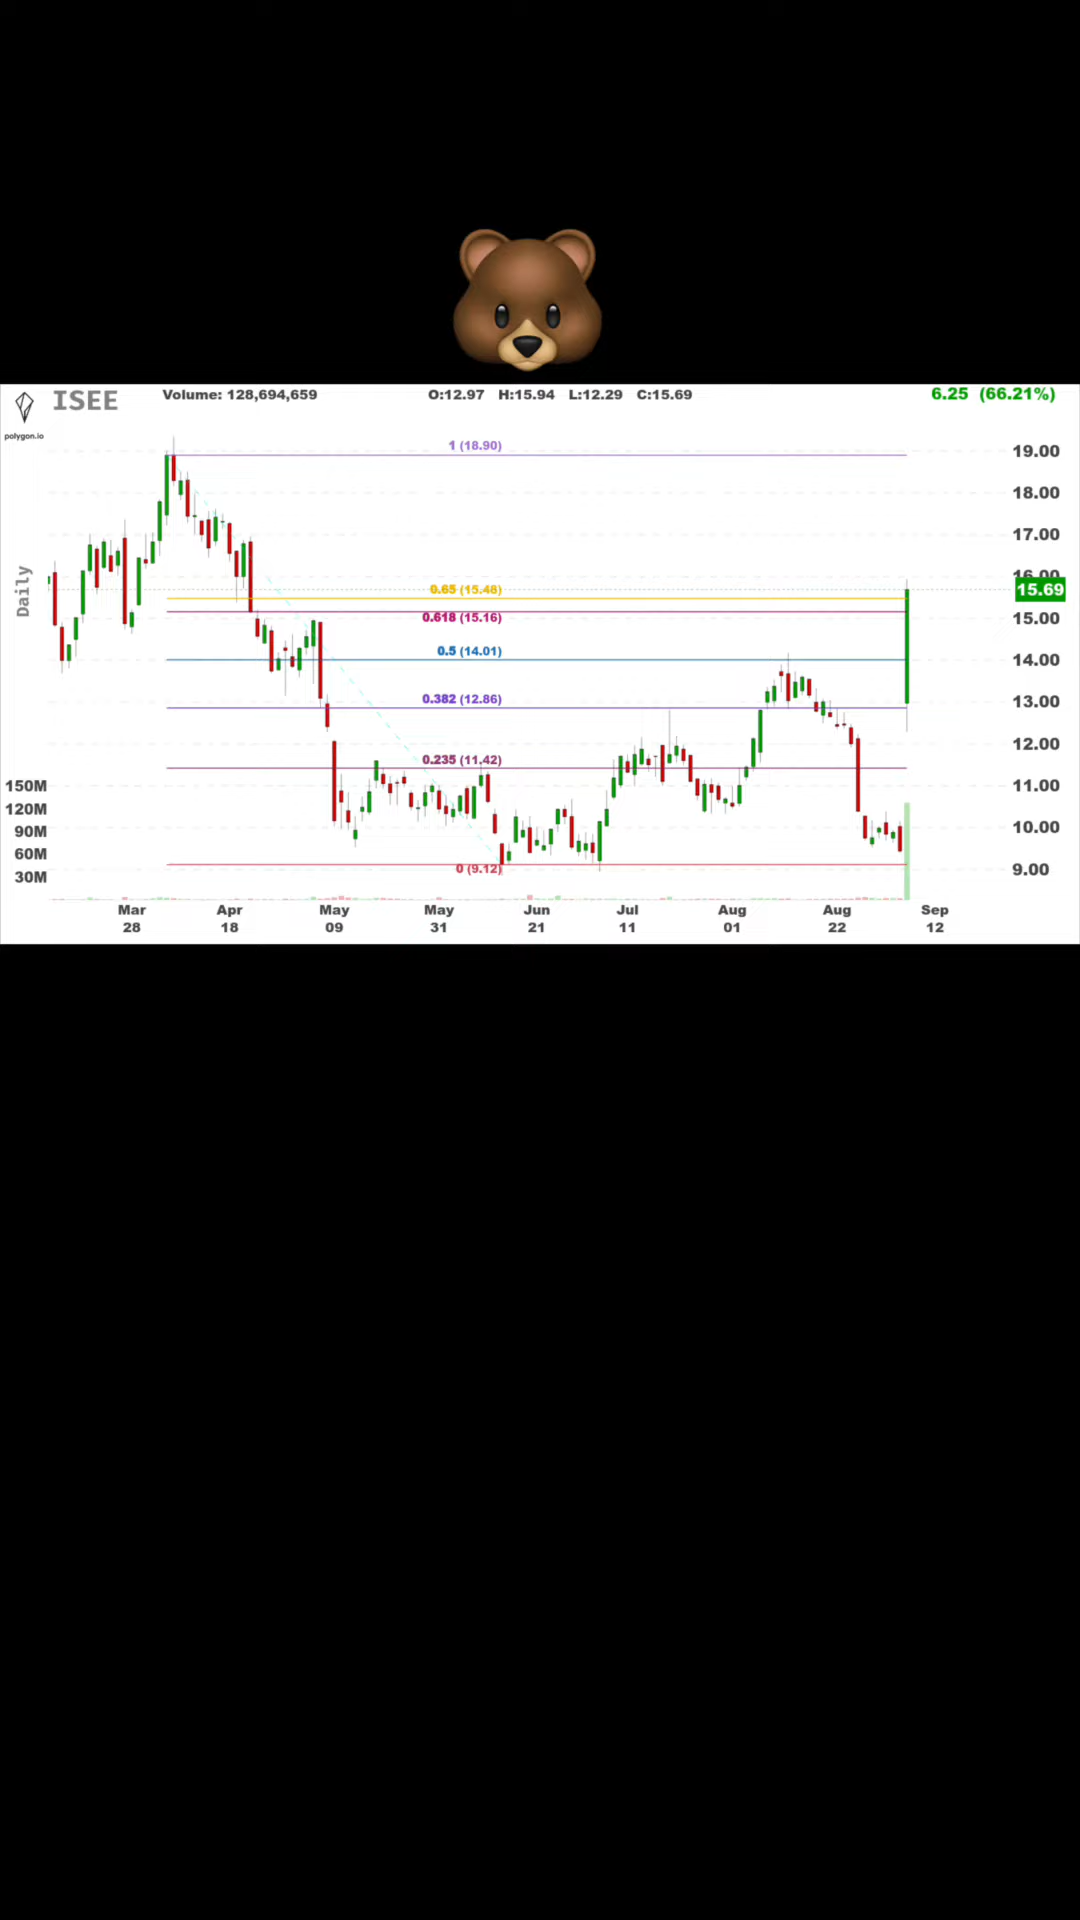 ISEE Volume: 128,694,659 O:12.97 H:15.94 L:12.29 C:15.69 6.25 (66.21%)
polygon.io
1 (18.90)
19.00
18.00
17.00
16.00
0.65 (15.48)
15.69
0.618 (15.16)
15.00
Daily
0.5 (14.01)
14.00
0.382 (12.86)
13.00
12.00
0.235 (11.42)
150M
11.00
120M
90M
10.00
60M
0 (9.12)
9.00
30M
Mar Apr May May Jun Jul Aug Aug Sep
28 18 09 31 21 11 01 22 12